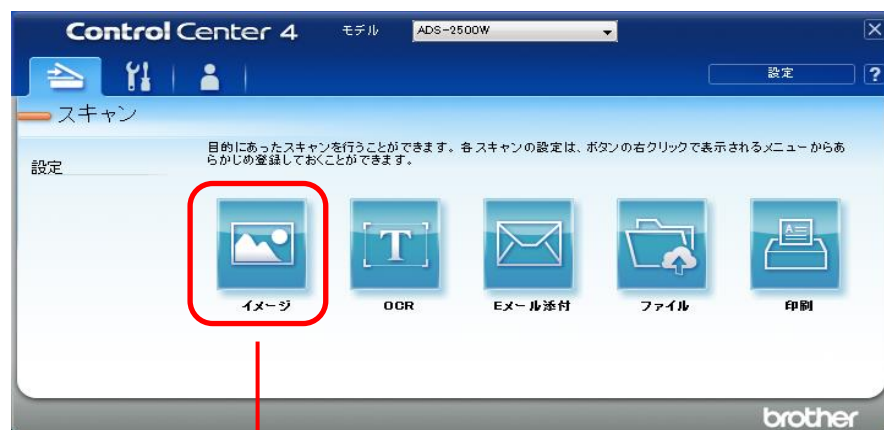 Control Center 4
モデル
ADS-2500W
設定
?
スキャン
目的にあったスキャンを行うことができます。各スキャンの設定は、ボタンの右クリックで表示されるメニューからあ
らかじめ登録しておくことができます。
設定
T
A
イメージ
OCR
Eメール添付
ファイル
印刷
brother